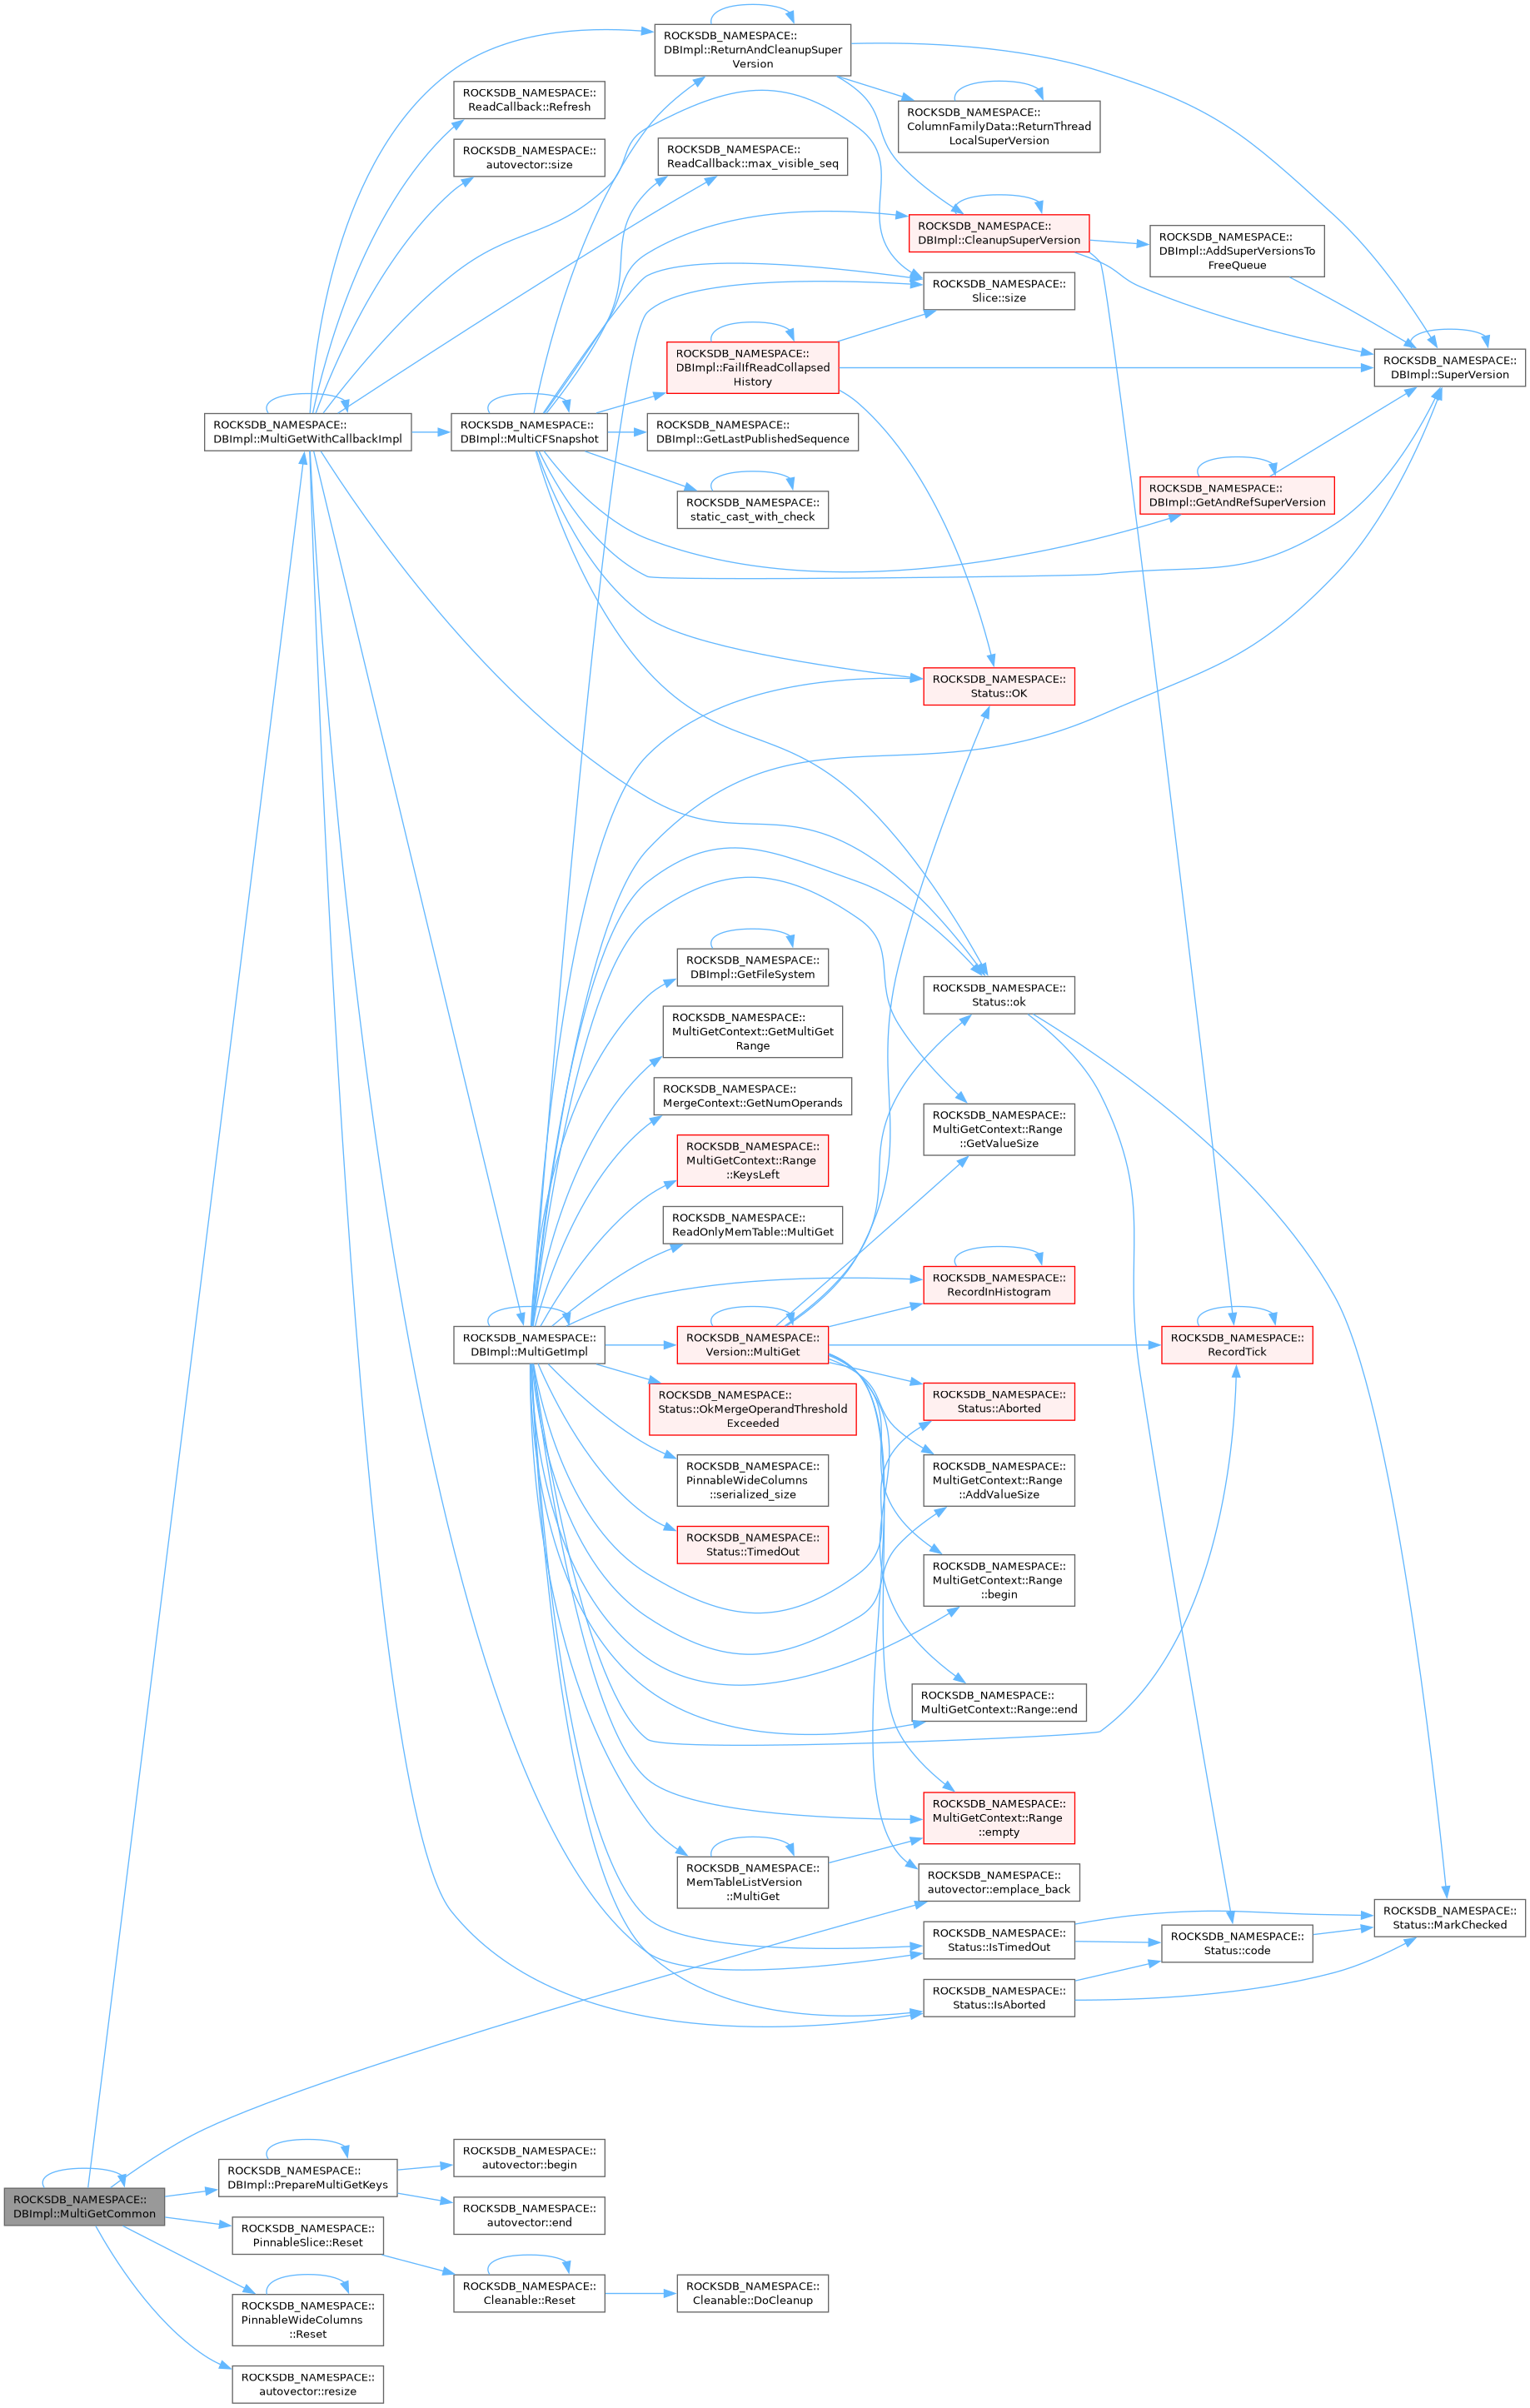 ROCKSDB_NAMESPACE::
DBImpl::ReturnAndCleanupSuper
Version
ROCKSDB_NAMESPACE::
ReadCallback::Refresh
ROCKSDB_NAMESPACE::
ColumnFamilyData::ReturnThread
LocalSuperVersion
ROCKSDB_NAMESPACE::
autovector::size
ROCKSDB_NAMESPACE::
ReadCallback::max_visible_seq
ROCKSDB_NAMESPACE::
DBImpl::CleanupSuperVersion
ROCKSDB_NAMESPACE::
DBImpl::AddSuperVersionsTo
FreeQueue
ROCKSDB_NAMESPACE::
Slice::size
ROCKSDB_NAMESPACE::
DBImpl::FailIfReadCollapsed
History
ROCKSDB_NAMESPACE::
DBImpl::SuperVersion
ROCKSDB_NAMESPACE::
DBImpl::MultiGetWithCallbackImpl
ROCKSDB_NAMESPACE::
DBImpl::MultiCFSnapshot
ROCKSDB_NAMESPACE::
DBImpl::GetLastPublishedSequence
ROCKSDB_NAMESPACE::
DBImpl::GetAndRefSuperVersion
ROCKSDB_NAMESPACE::
static_cast_with_check
ROCKSDB_NAMESPACE::
Status::OK
ROCKSDB_NAMESPACE::
DBImpl::GetFileSystem
ROCKSDB_NAMESPACE::
Status::ok
ROCKSDB_NAMESPACE::
MultiGetContext::GetMultiGet
Range
ROCKSDB_NAMESPACE::
MergeContext::GetNumOperands
ROCKSDB_NAMESPACE::
MultiGetContext::Range
::GetValueSize
ROCKSDB_NAMESPACE::
MultiGetContext::Range
::KeysLeft
ROCKSDB_NAMESPACE::
ReadOnlyMemTable::MultiGet
ROCKSDB_NAMESPACE::
RecordInHistogram
ROCKSDB_NAMESPACE::
DBImpl::MultiGetImpl
ROCKSDB_NAMESPACE::
Version::MultiGet
ROCKSDB_NAMESPACE::
RecordTick
ROCKSDB_NAMESPACE::
Status::OkMergeOperandThreshold
Exceeded
ROCKSDB_NAMESPACE::
Status::Aborted
ROCKSDB_NAMESPACE::
PinnableWideColumns
::serialized_size
ROCKSDB_NAMESPACE::
MultiGetContext::Range
::AddValueSize
ROCKSDB_NAMESPACE::
Status::TimedOut
ROCKSDB_NAMESPACE::
MultiGetContext::Range
::begin
ROCKSDB_NAMESPACE::
MultiGetContext::Range::end
ROCKSDB_NAMESPACE::
MultiGetContext::Range
::empty
ROCKSDB_NAMESPACE::
MemTableListVersion
::MultiGet
ROCKSDB_NAMESPACE::
autovector::emplace_back
ROCKSDB_NAMESPACE::
Status::MarkChecked
ROCKSDB_NAMESPACE::
Status::IsTimedOut
ROCKSDB_NAMESPACE::
Status::code
ROCKSDB_NAMESPACE::
Status::IsAborted
ROCKSDB_NAMESPACE::
autovector::begin
ROCKSDB_NAMESPACE::
DBImpl::PrepareMultiGetKeys
ROCKSDB_NAMESPACE::
DBImpl::MultiGetCommon
ROCKSDB_NAMESPACE::
autovector::end
ROCKSDB_NAMESPACE::
PinnableSlice::Reset
ROCKSDB_NAMESPACE::
Cleanable::Reset
ROCKSDB_NAMESPACE::
Cleanable::DoCleanup
ROCKSDB_NAMESPACE::
PinnableWideColumns
::Reset
ROCKSDB_NAMESPACE::
autovector::resize